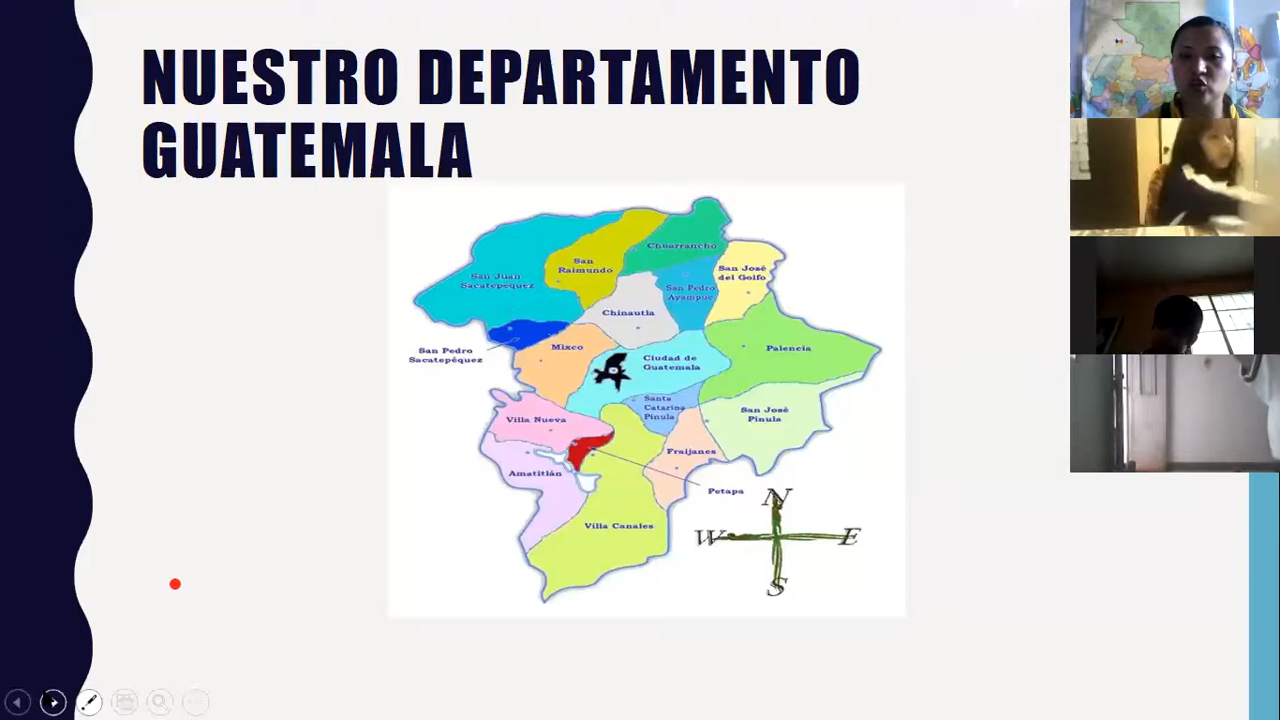 NUESTRO DEPARTAMENTO
GUATEMALA
Chuarrancho
San
Raimundo
San José
del Golfo
San Juan
Sacatepéquez
San Pedro
Ayampuc
Chinautla
San Pedro
Sacatepéquez
Mixco
Palencia
Ciudad de
Guatemala
Santa
Catarina
Pinula
San José
Pinula
Villa Nueva
Fraijanes
Amatitlán
Petapa
Villa Canales
N
W E
S